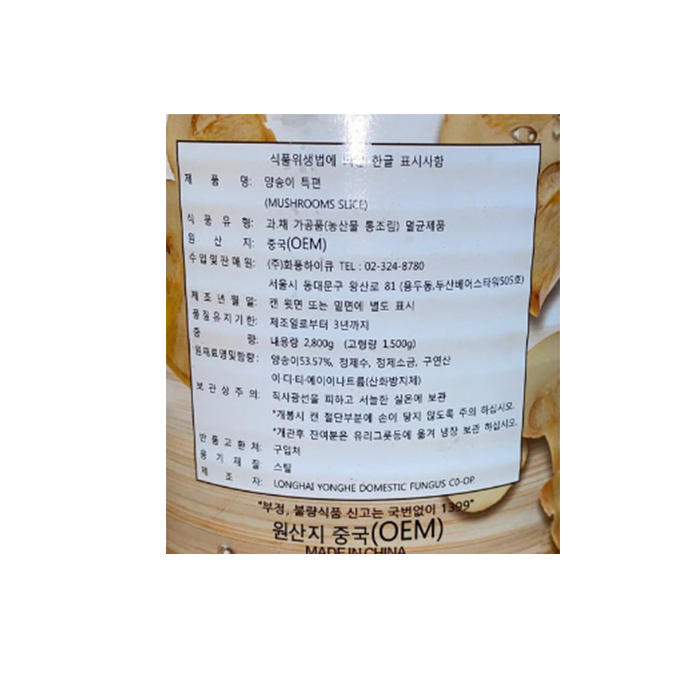 식품위생법에 한글 표시사항
제 품 명: 양송이 특편
(MUSHROOMS SLICE)
식 품 유 형: 과.채 가공품(농산물 통조림) 멸균제품
원 산 지: 중국(OEM)
수입및판매원: (주)화풍하이큐 TEL : 02-324-8780
서울시 동대문구 왕산로 81 (용두동,두산베어스타워505호)
제 조 년 월 일: 캔 윗면 또는 밑면에 별도 표시
품질유지기한: 제조일로부터 3년까지
중 량: 내용량 2,800g (고형량 1,500g)
원재료명및함량: 양송이53.57%, 정제수, 정제소금, 구연산
이·디·티·에이이나트륨(산화방지제)
보 관 상 주 의: 직사광선을 피하고 서늘한 실온에 보관
*개봉시 캔 절단부분에 손이 닿지 않도록 주의 하십시오.
*개관후 잔여분은 유리그릇등에 옮겨 냉장 보관 하십시오.
반 품 교 환 처: 구입처
용 기 재 질: 스틸
제 조 자: LONGHAI YONGHE DOMESTIC FUNGUS CO-OP
"부정, 불량식품 신고는 국번없이 1399"
원산지 중국(OEM)
MADE IN CHINA